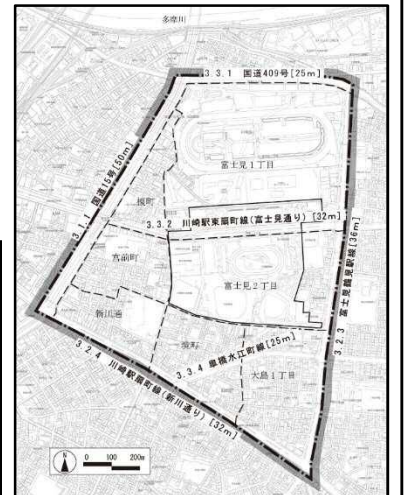 多摩川
3.3.1 国道409号[25m]
富士見1丁目
3.1.1 国道15号[50m]
榎町
3.3.2 川崎駅東扇町線(富士見通り)[32m]
宮前町
富士見2丁目
3.2.3 富士見鶴見駅線[36m]
新川通
境町
3.3.4 皐橋水江町線[25m]
大島1丁目
3.2.4 川崎駅扇町線(新川通り)[32m]
N
0 100 200m